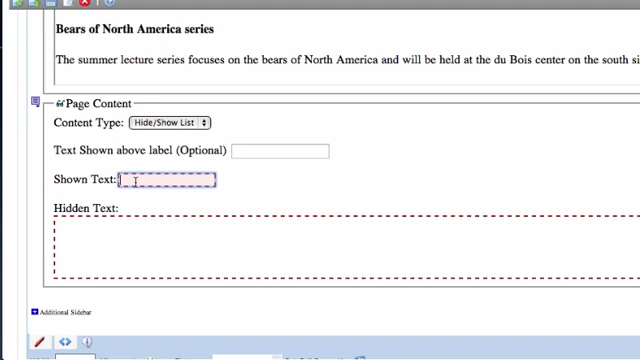 Bears of North America series
The summer lecture series focuses on the bears of North America and will be held at the du Bois center on the south si
Page Content
Content Type: Hide/Show List
Text Shown above label (Optional)
Shown Text:
Hidden Text:
Additional Sidebar